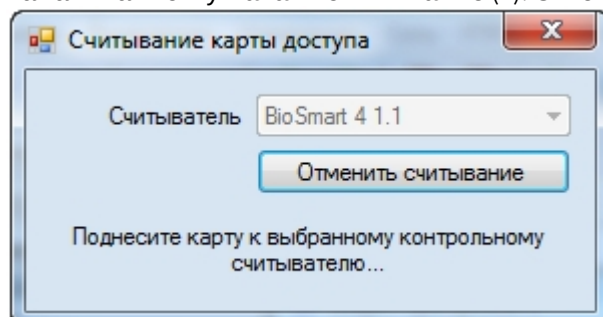 Считывание карты доступа
Считыватель BioSmart 4 1.1
Отменить считывание
Поднесите карту к выбранному контрольному
считывателю...